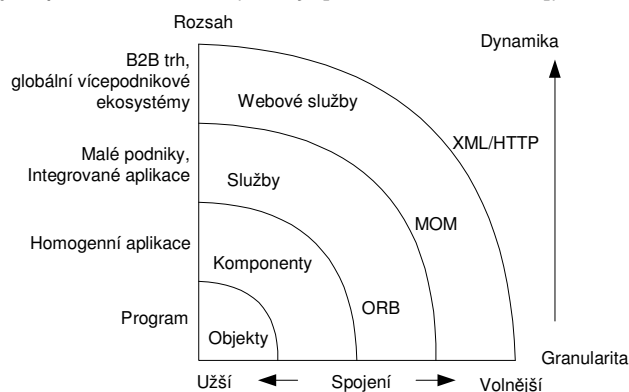 Rozsah
Dynamika
B2B trh,
globální vícepodnikové
ekosystémy
Webové služby
XML/HTTP
Malé podniky,
Integrované aplikace
Služby
MOM
Homogenní aplikace
Komponenty
ORB
Program
Objekty
Granularita
Užší
Spojení
Volnější